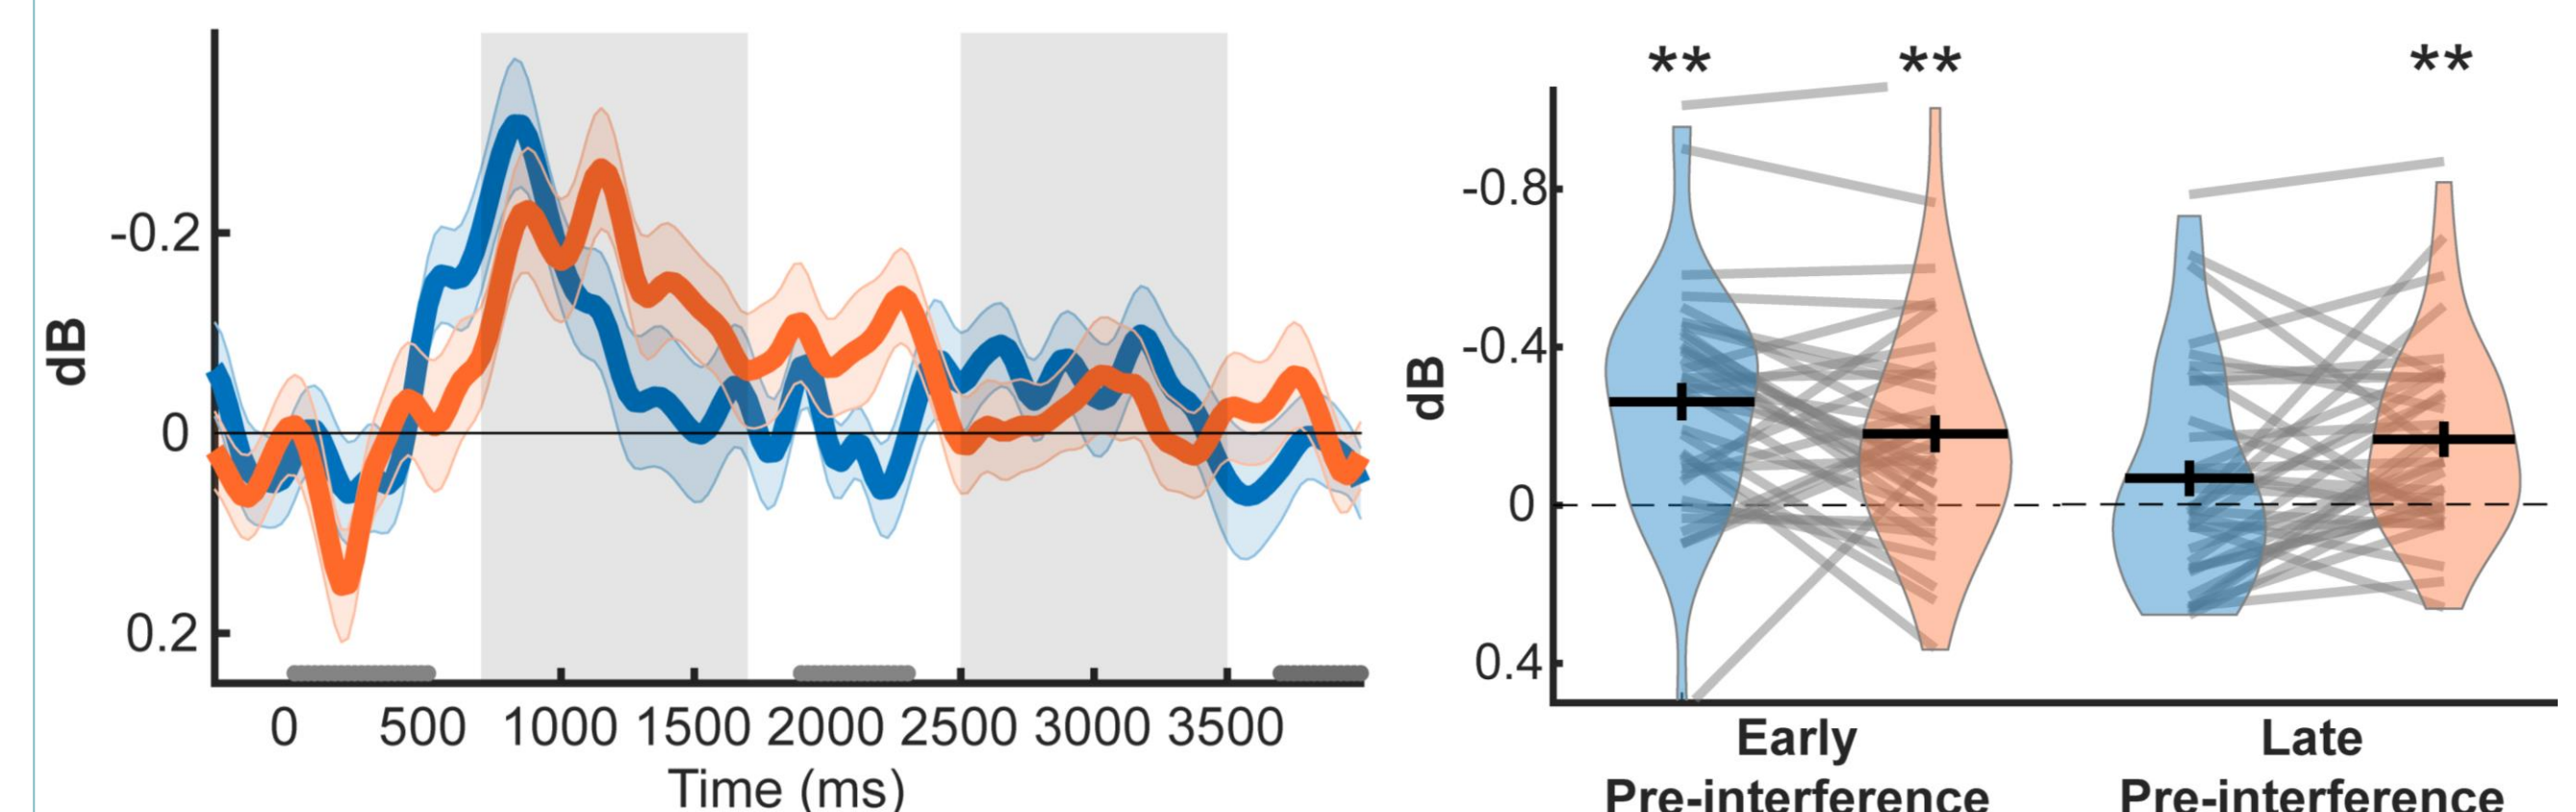 dB
-0.2
0
0.2
0 500 1000 1500 2000 2500 3000 3500
Time (ms)
** ** **
dB
-0.8
-0.4
0
0.4
Early Late
Pre-interference Pre-interference